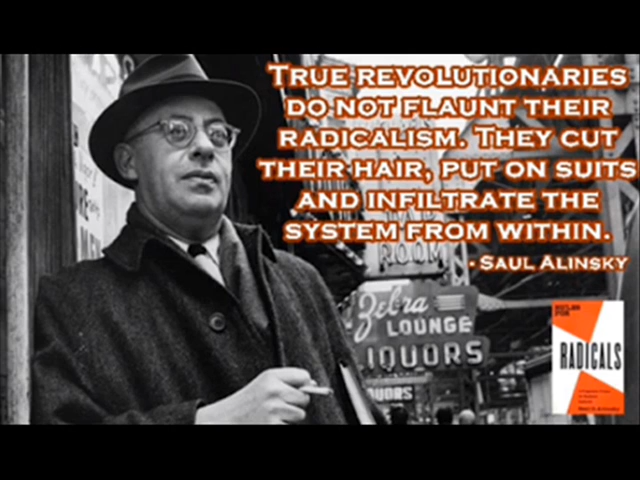 TRUE REVOLUTIONARIES
DO NOT FLAUNT THEIR
RADICALISM. THEY CUT
THEIR HAIR, PUT ON SUITS
AND INFILTRATE THE
SYSTEM FROM WITHIN.
- SAUL ALINSKY
ROOM
Zebra
LOUNGE
LIQUORS
RADICALS